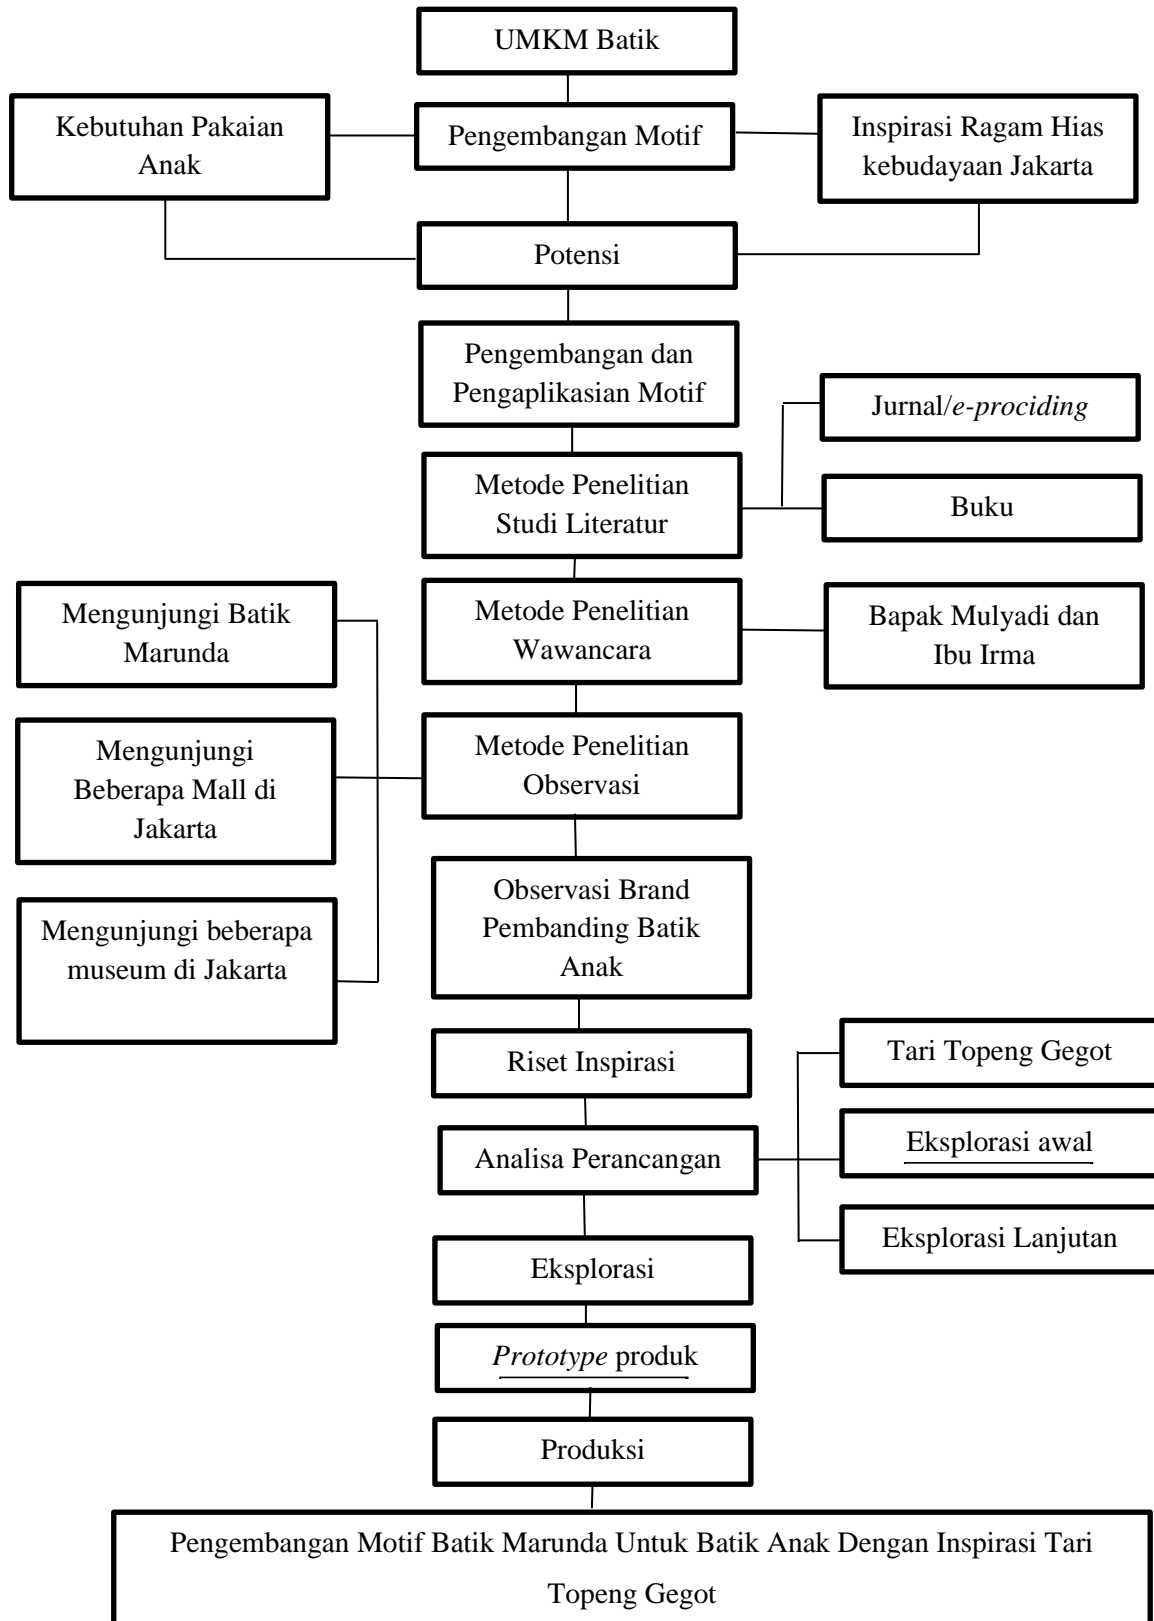 UMKM Batik
Kebutuhan Pakaian
Anak
Pengembangan Motif
Inspirasi Ragam Hias
kebudayaan Jakarta
Potensi
Pengembangan dan
Pengaplikasian Motif
Jurnal/e-prociding
Metode Penelitian
Studi Literatur
Buku
Mengunjungi Batik
Marunda
Metode Penelitian
Wawancara
Bapak Mulyadi dan
Ibu Irma
Mengunjungi
Beberapa Mall di
Jakarta
Metode Penelitian
Observasi
Mengunjungi beberapa
museum di Jakarta
Observasi Brand
Pembanding Batik
Anak
Riset Inspirasi
Tari Topeng Gegot
Analisa Perancangan
Eksplorasi awal
Eksplorasi Lanjutan
Eksplorasi
Prototype produk
Produksi
Pengembangan Motif Batik Marunda Untuk Batik Anak Dengan Inspirasi Tari
Topeng Gegot